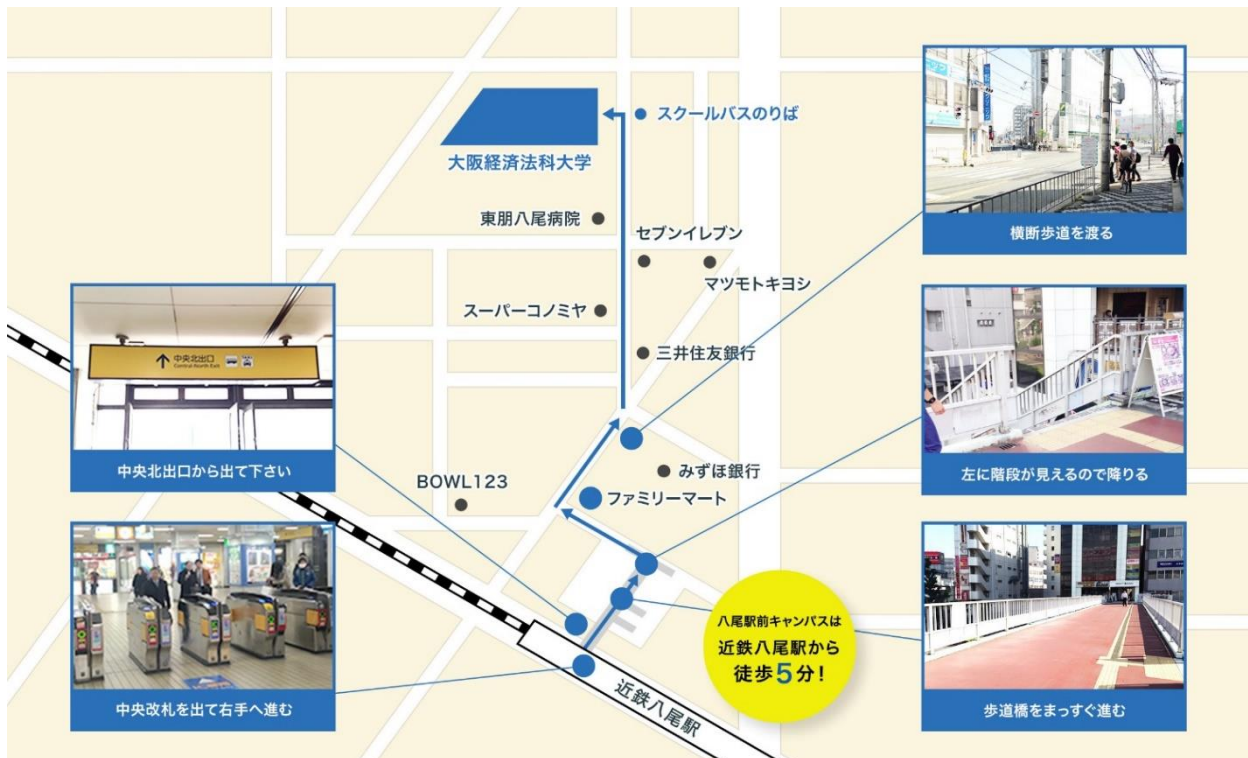 スクールバスのりば
大阪経済法科大学
東朋八尾病院
セブンイレブン
マツモトキヨシ
スーパーコノミヤ
三井住友銀行
みずほ銀行
BOWL123
ファミリーマート
八尾駅前キャンパスは
近鉄八尾駅から
徒歩5分!
近鉄八尾駅
中央北出口
Central North Exit
中央北出口から出て下さい
中央改札を出て右手へ進む
横断歩道を渡る
左に階段が見えるので降りる
歩道橋をまっすぐ進む